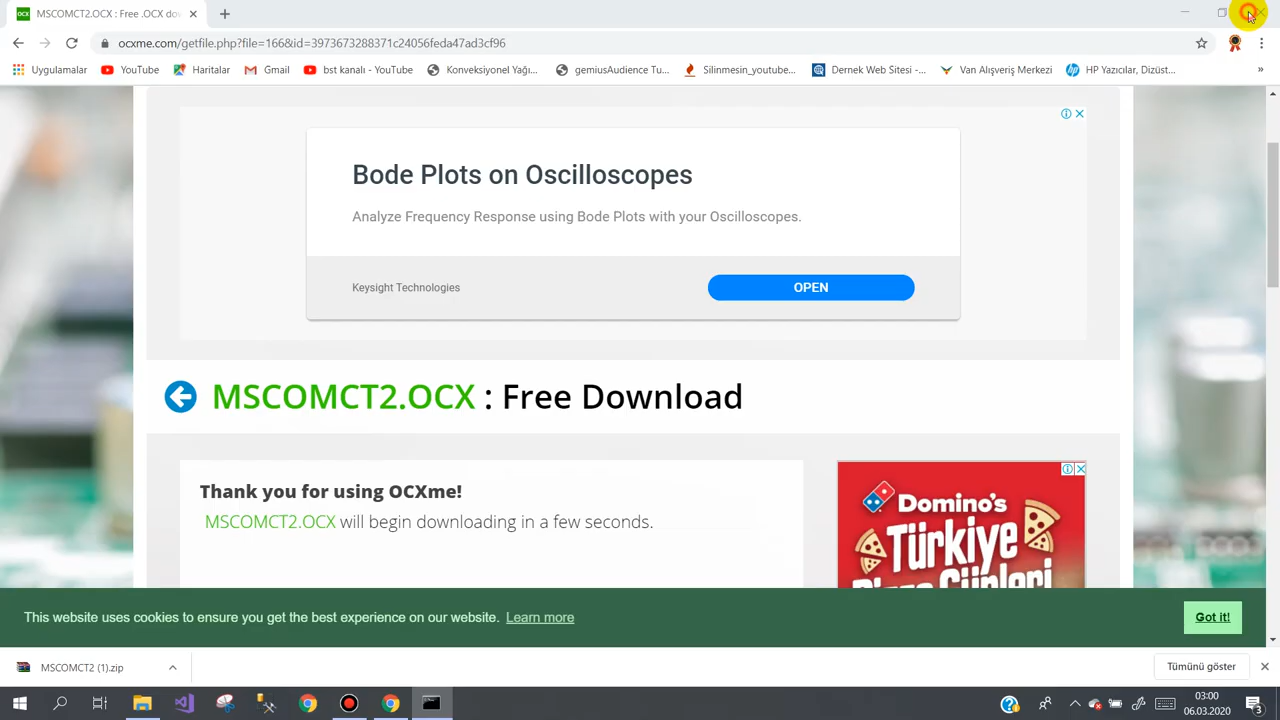 MSCOMCT2.OCX : Free .OCX do
ocxme.com/getfile.php?file=166&id=3973673288371c24056feda47ad3cf96
Uygulamalar YouTube Haritalar Gmail bst kanalı - YouTube Konveksiyonel Yağı... gemiusAudience Tu... Silinmesin_youtube... Dernek Web Sitesi -... Van Alışveriş Merkezi HP Yazıcılar, Dizüst... »
Bode Plots on Oscilloscopes
Analyze Frequency Response using Bode Plots with your Oscilloscopes.
Keysight Technologies OPEN
MSCOMCT2.OCX : Free Download
Thank you for using OCXme!
MSCOMCT2.OCX will begin downloading in a few seconds.
Domino's
Türkiye
Pizza Günleri
This website uses cookies to ensure you get the best experience on our website. Learn more
Got it!
MSCOMCT2 (1).zip
Tümünü göster
03:00
06.03.2020
3